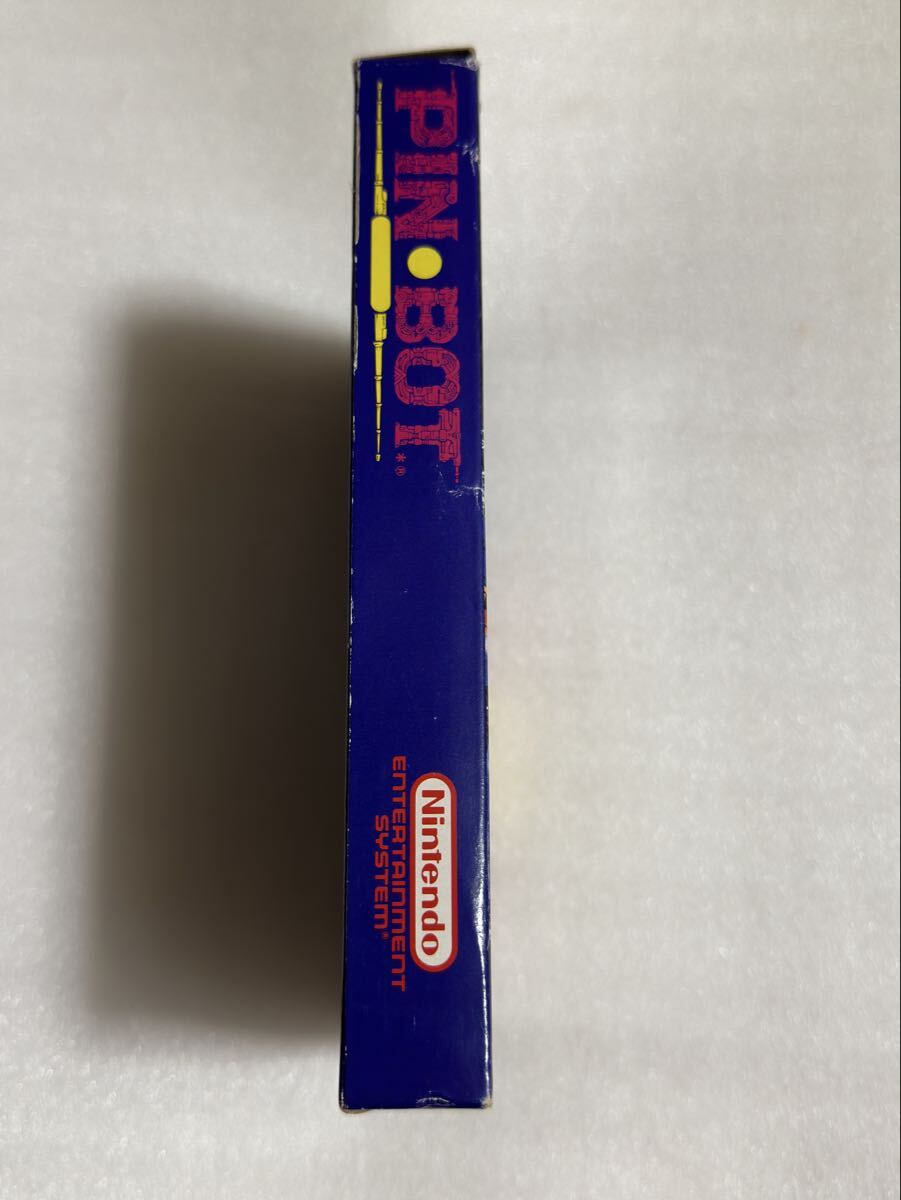 PIN•BOT*®
Nintendo
ENTERTAINMENT
SYSTEM®